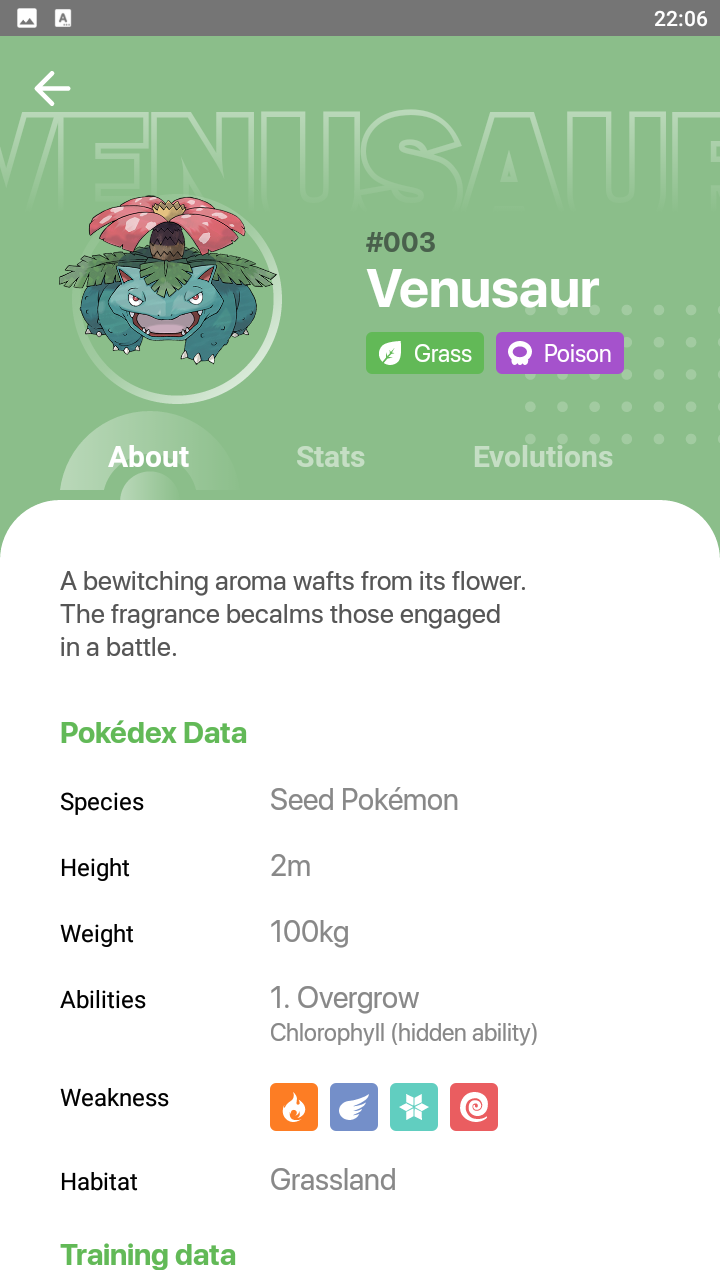 22:06
VENUSAUR
#003
Venusaur
Grass Poison
About Stats Evolutions
A bewitching aroma wafts from its flower.
The fragrance becalms those engaged
in a battle.
Pokédex Data
Species Seed Pokémon
Height 2m
Weight 100kg
Abilities 1. Overgrow
Chlorophyll (hidden ability)
Weakness
Habitat Grassland
Training data